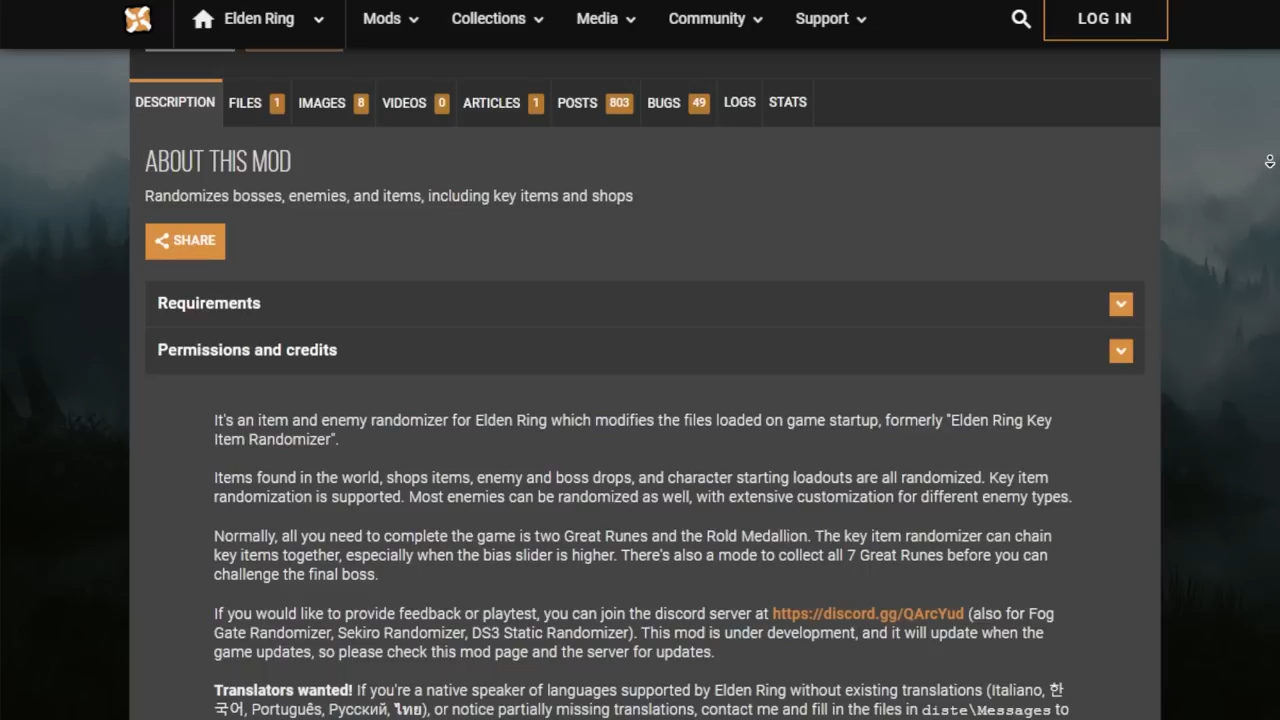 Elden Ring Mods Collections Media Community Support LOG IN
DESCRIPTION FILES 1 IMAGES 8 VIDEOS 0 ARTICLES 1 POSTS 803 BUGS 49 LOGS STATS
ABOUT THIS MOD
Randomizes bosses, enemies, and items, including key items and shops
SHARE
Requirements
Permissions and credits
It's an item and enemy randomizer for Elden Ring which modifies the files loaded on game startup, formerly "Elden Ring Key
Item Randomizer".
Items found in the world, shops items, enemy and boss drops, and character starting loadouts are all randomized. Key item
randomization is supported. Most enemies can be randomized as well, with extensive customization for different enemy types.
Normally, all you need to complete the game is two Great Runes and the Rold Medallion. The key item randomizer can chain
key items together, especially when the bias slider is higher. There's also a mode to collect all 7 Great Runes before you can
challenge the final boss.
If you would like to provide feedback or playtest, you can join the discord server at https://discord.gg/QArcYud (also for Fog
Gate Randomizer, Sekiro Randomizer, DS3 Static Randomizer). This mod is under development, and it will update when the
game updates, so please check this mod page and the server for updates.
Translators wanted! If you're a native speaker of languages supported by Elden Ring without existing translations (Italiano, 한
국어, Português, Русский, ไทย), or notice partially missing translations, contact me and fill in the files in diste\Messages to